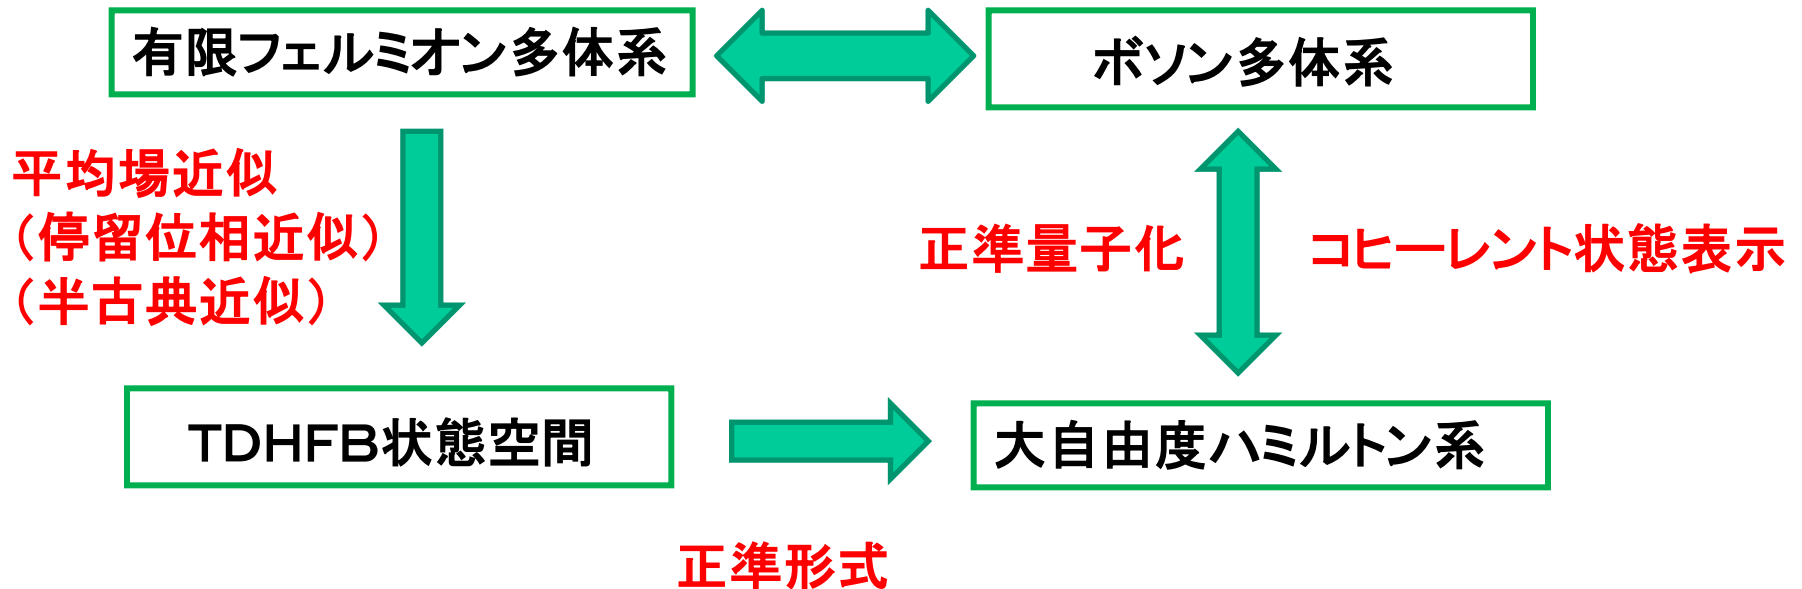 有限フェルミオン多体系
ボソン多体系
平均場近似
（停留位相近似）
（半古典近似）
正準量子化
コヒーレント状態表示
TDHFB状態空間
大自由度ハミルトン系
正準形式